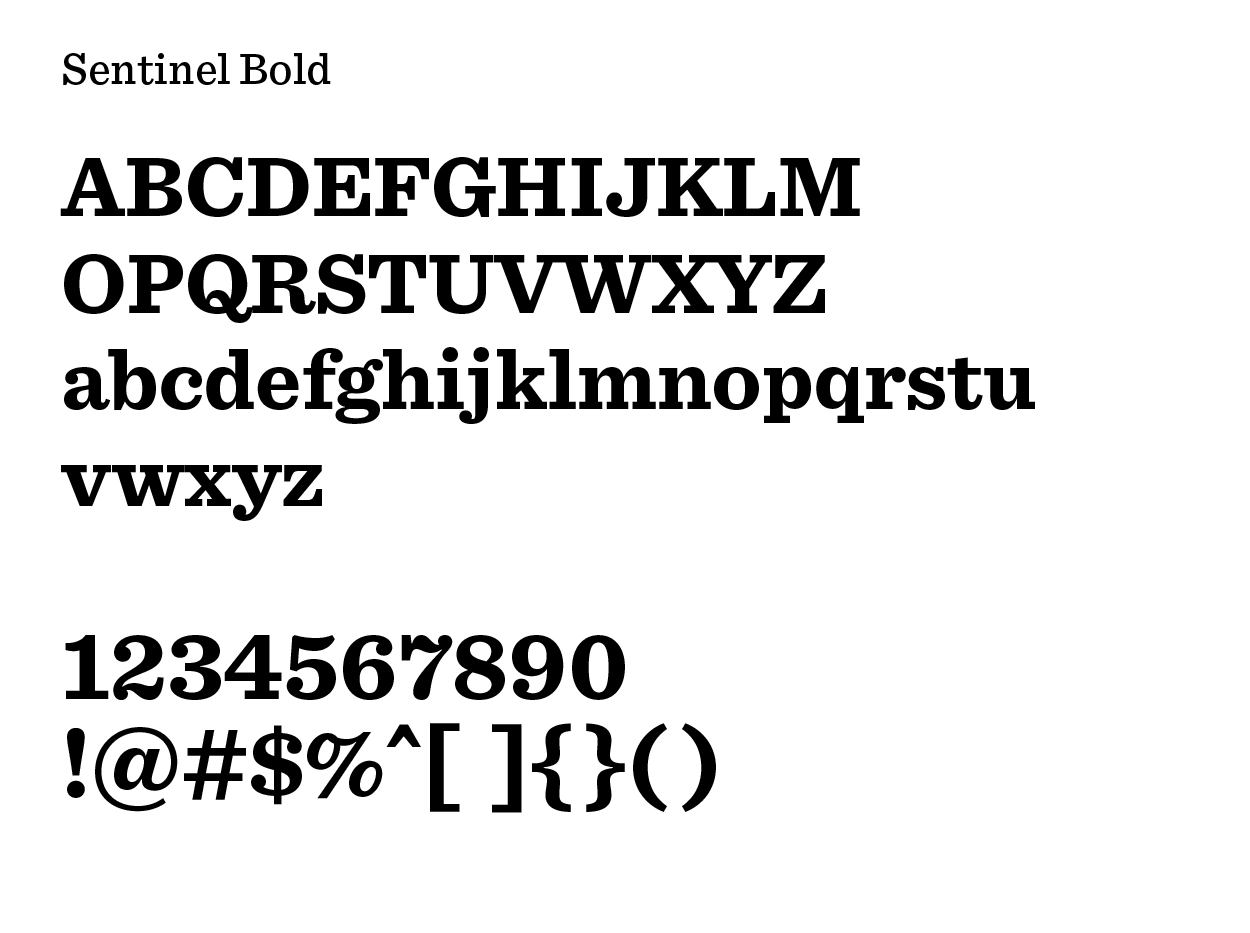 Sentinel Bold
ABCDEFGHIJKLM
OPQRSTUVWXYZ
abcdefghijklmnopqrstu
vwxyz
1234567890
!@#$%^[ ]{}()